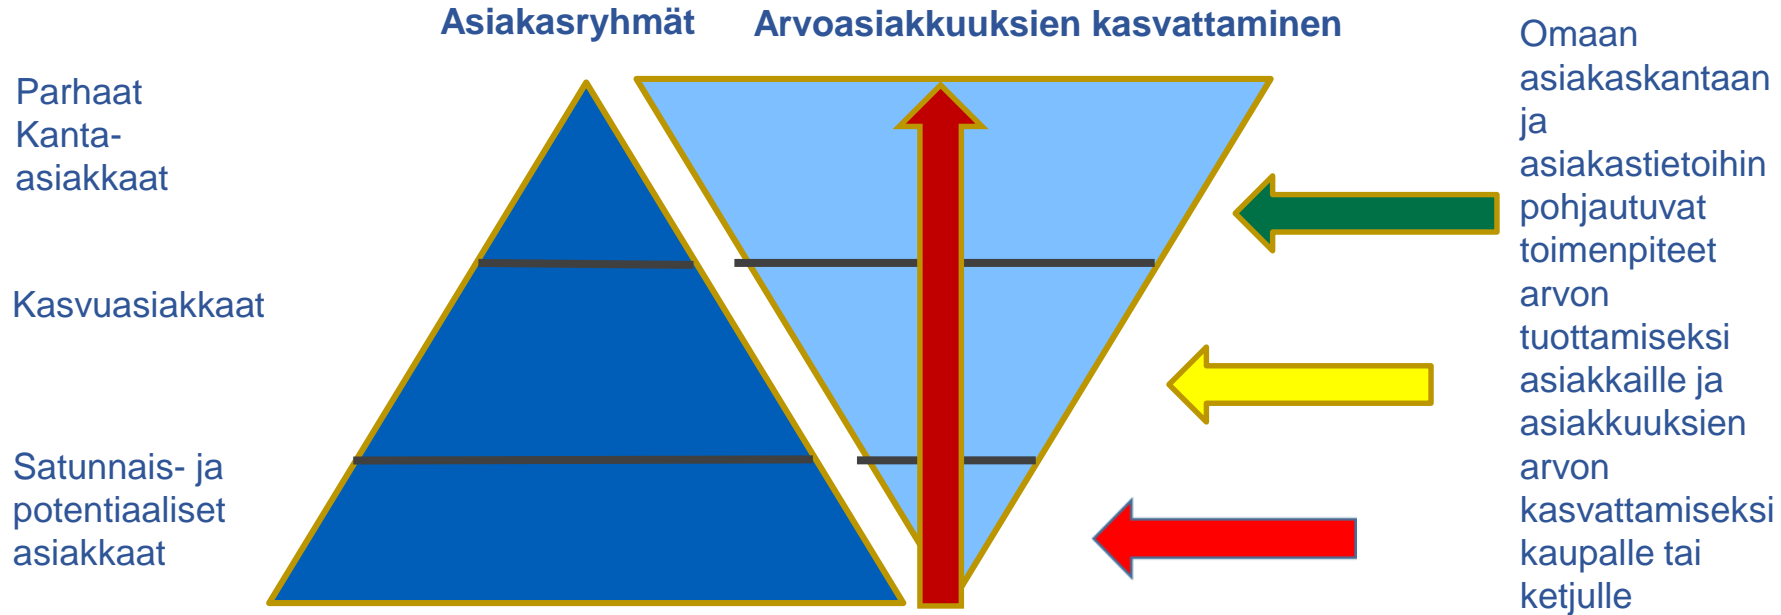 Asiakasryhmät
Arvoasiakkuuksien kasvattaminen
Parhaat
Kanta-
asiakkaat
Kasvuasiakkaat
Satunnais- ja
potentiaaliset
asiakkaat
Omaan
asiakaskantaan
ja
asiakastietoihin
pohjautuvat
toimenpiteet
arvon
tuottamiseksi
asiakkaille ja
asiakkuuksien
arvon
kasvattamiseksi
kaupalle tai
ketjulle